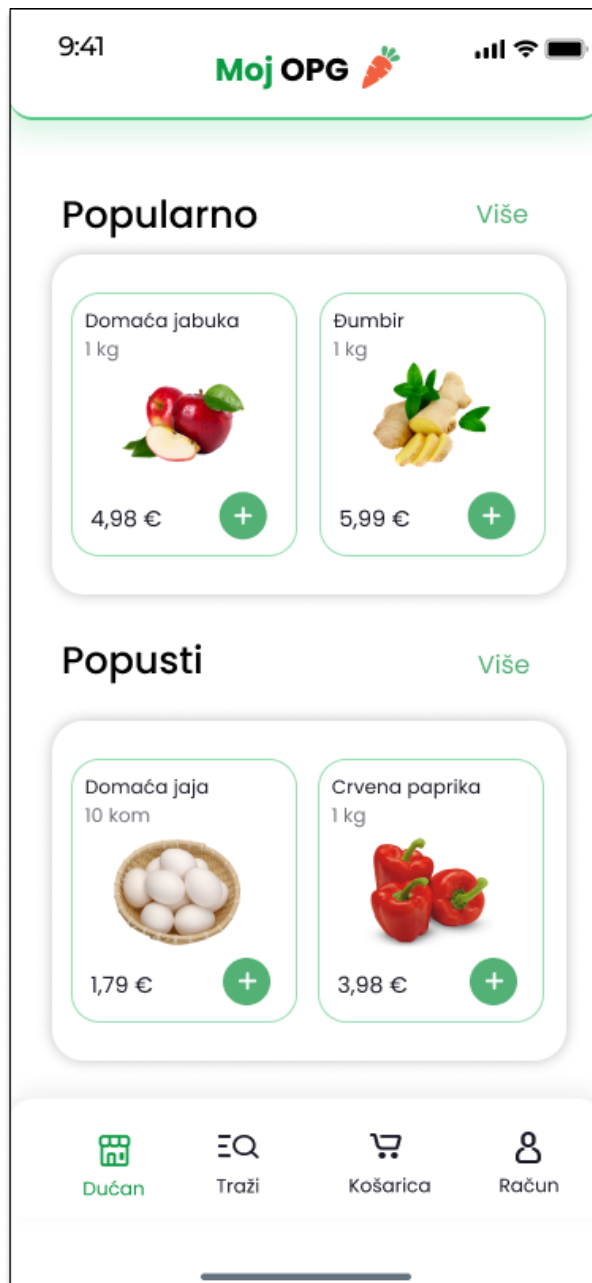 9:41
Moj OPG
Popularno
Više
Domaća jabuka
1 kg
4,98 €
Đumbir
1 kg
5,99 €
Popusti
Više
Domaća jaja
10 kom
1,79 €
Crvena paprika
1 kg
3,98 €
Dućan
Traži
Košarica
Račun